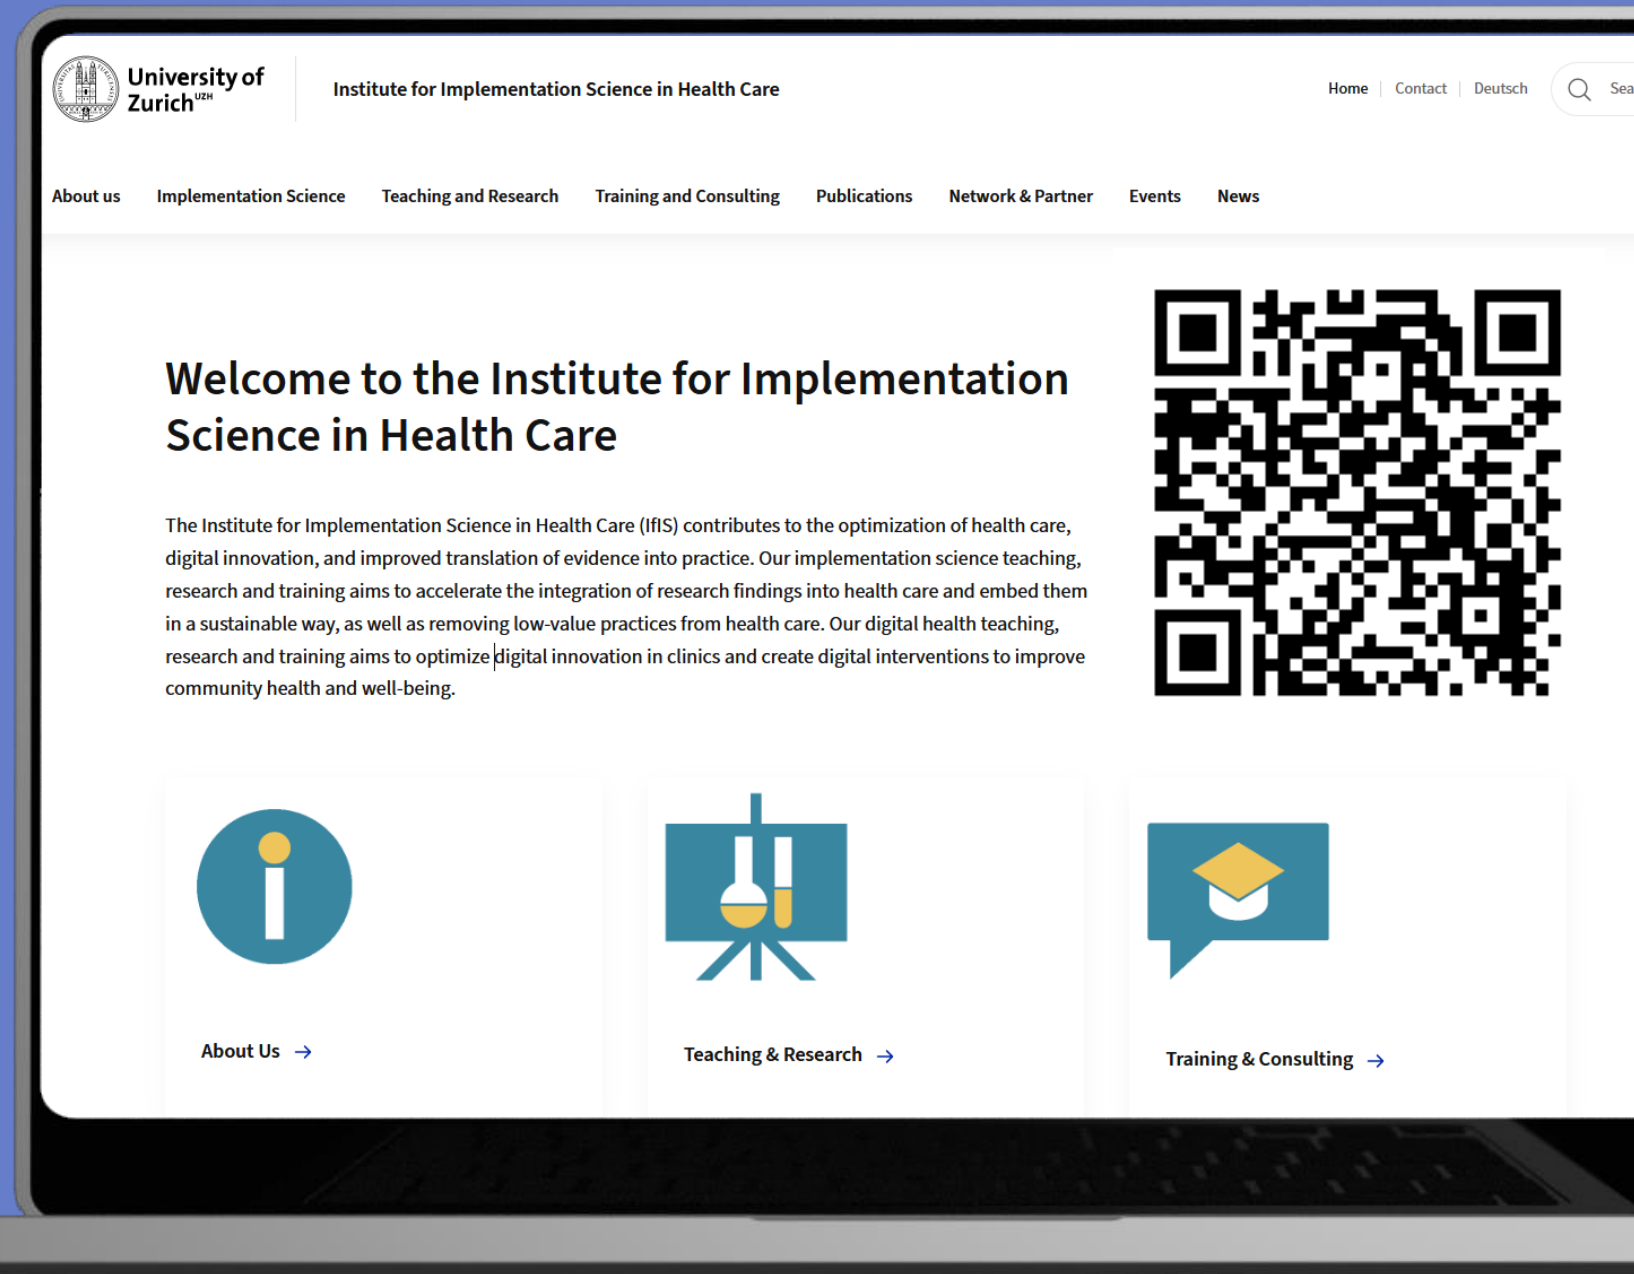 University of
Zurich UZH
Institute for Implementation Science in Health Care
Home
Contact
Deutsch
Sea
About us
Implementation Science
Teaching and Research
Training and Consulting
Publications
Network & Partner
Events
News
Welcome to the Institute for Implementation
Science in Health Care
The Institute for Implementation Science in Health Care (IfIS) contributes to the optimization of health care,
digital innovation, and improved translation of evidence into practice. Our implementation science teaching,
research and training aims to accelerate the integration of research findings into health care and embed them
in a sustainable way, as well as removing low-value practices from health care. Our digital health teaching,
research and training aims to optimize digital innovation in clinics and create digital interventions to improve
community health and well-being.
About Us
Teaching & Research
Training & Consulting